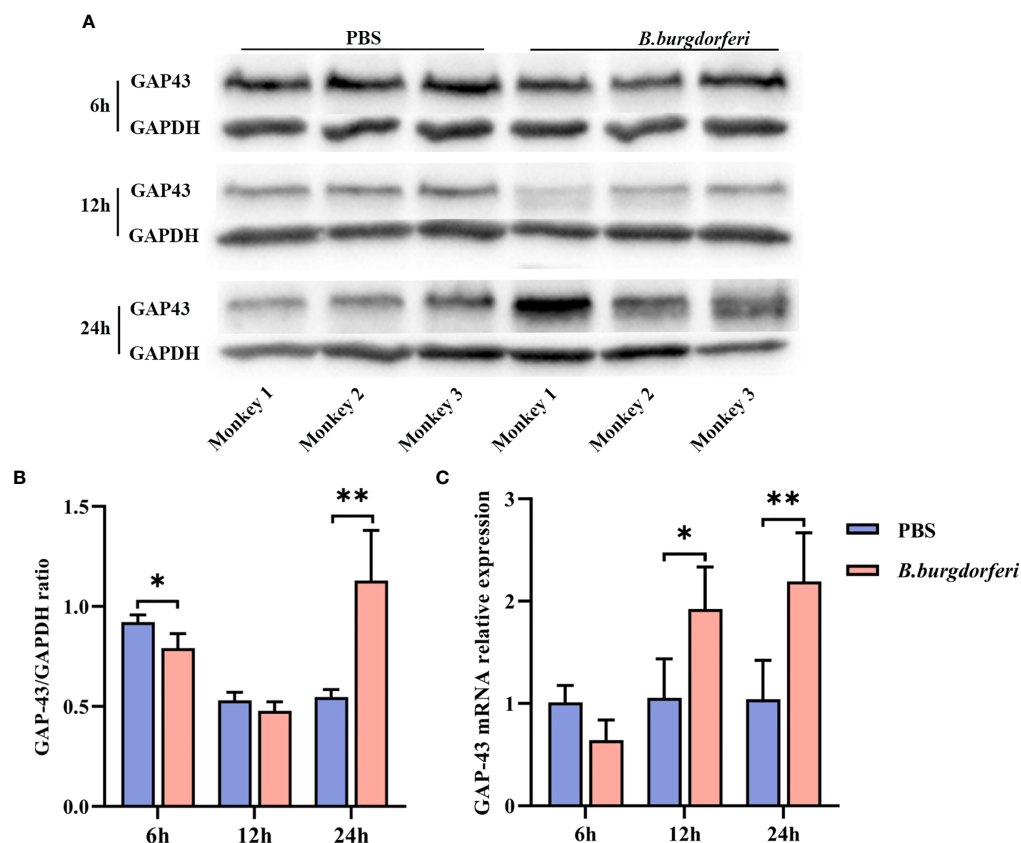 A
PBS B.burgdorferi
GAP43
6h
GAPDH
GAP43
12h
GAPDH
GAP43
24h
GAPDH
Monkey 1 Monkey 2 Monkey 3 Monkey 1 Monkey 2 Monkey 3
B
GAP-43/GAPDH ratio
1.5
1.0
0.5
0.0
*
**
6h 12h 24h
C
GAP-43 mRNA relative expression
3
2
1
0
*
**
6h 12h 24h
PBS
B.burgdorferi